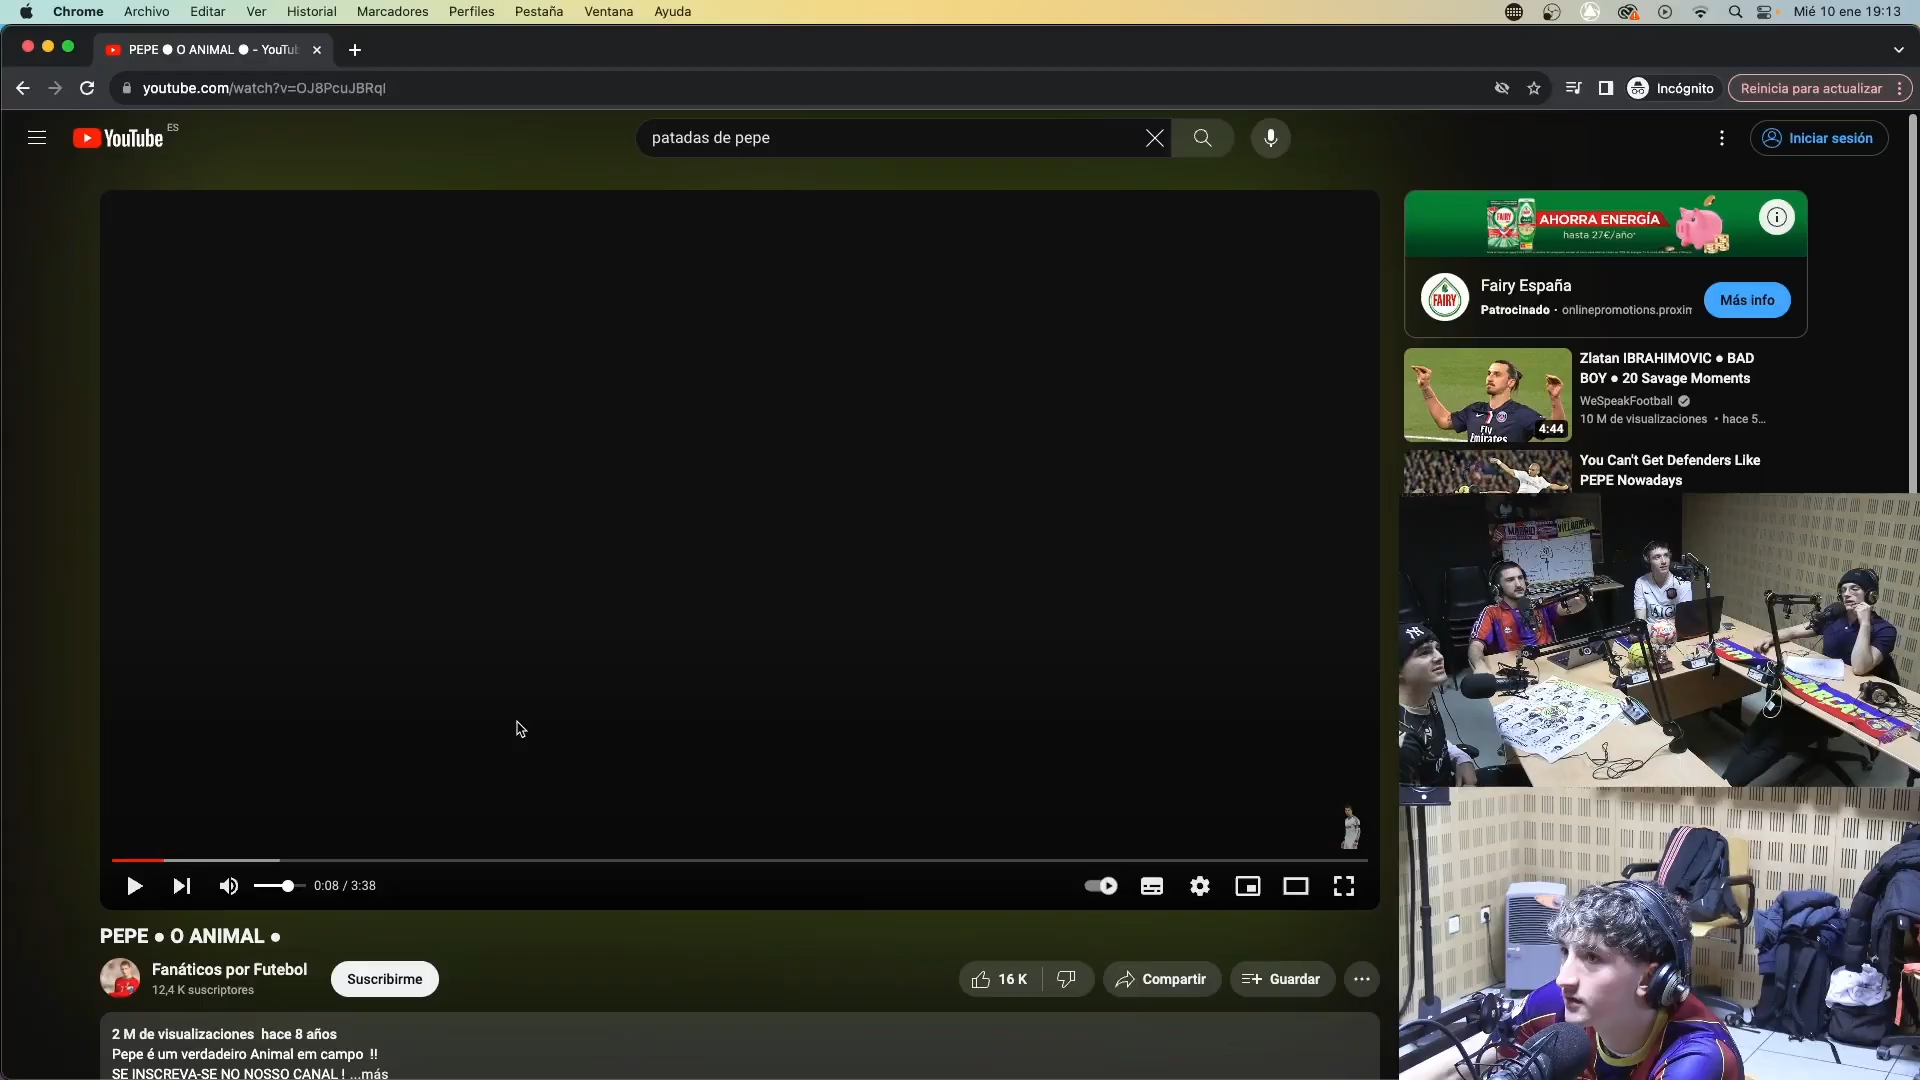 Chrome Archivo Editar Ver Historial Marcadores Perfiles Pestaña Ventana Ayuda Mié 10 ene 19:13
PEPE ● O ANIMAL ● - YouTub
youtube.com/watch?v=OJ8PcuJBRqI Incógnito Reinicia para actualizar
YouTube ES patadas de pepe Iniciar sesión
AHORRA ENERGÍA
hasta 27€/año*
FAIRY
Fairy España
Patrocinado · onlinepromotions.proxim
Más info
Zlatan IBRAHIMOVIC ● BAD
BOY ● 20 Savage Moments
WeSpeakFootball
10 M de visualizaciones • hace 5...
Fly
Emirates
4:44
You Can't Get Defenders Like
PEPE Nowadays
0:08 / 3:38
PEPE ● O ANIMAL ●
Fanáticos por Futebol
12,4 K suscriptores
Suscribirme
16 K
Compartir
Guardar
2 M de visualizaciones hace 8 años
Pepe é um verdadeiro Animal em campo !!
SE INSCREVA-SE NO NOSSO CANAL ! ...más